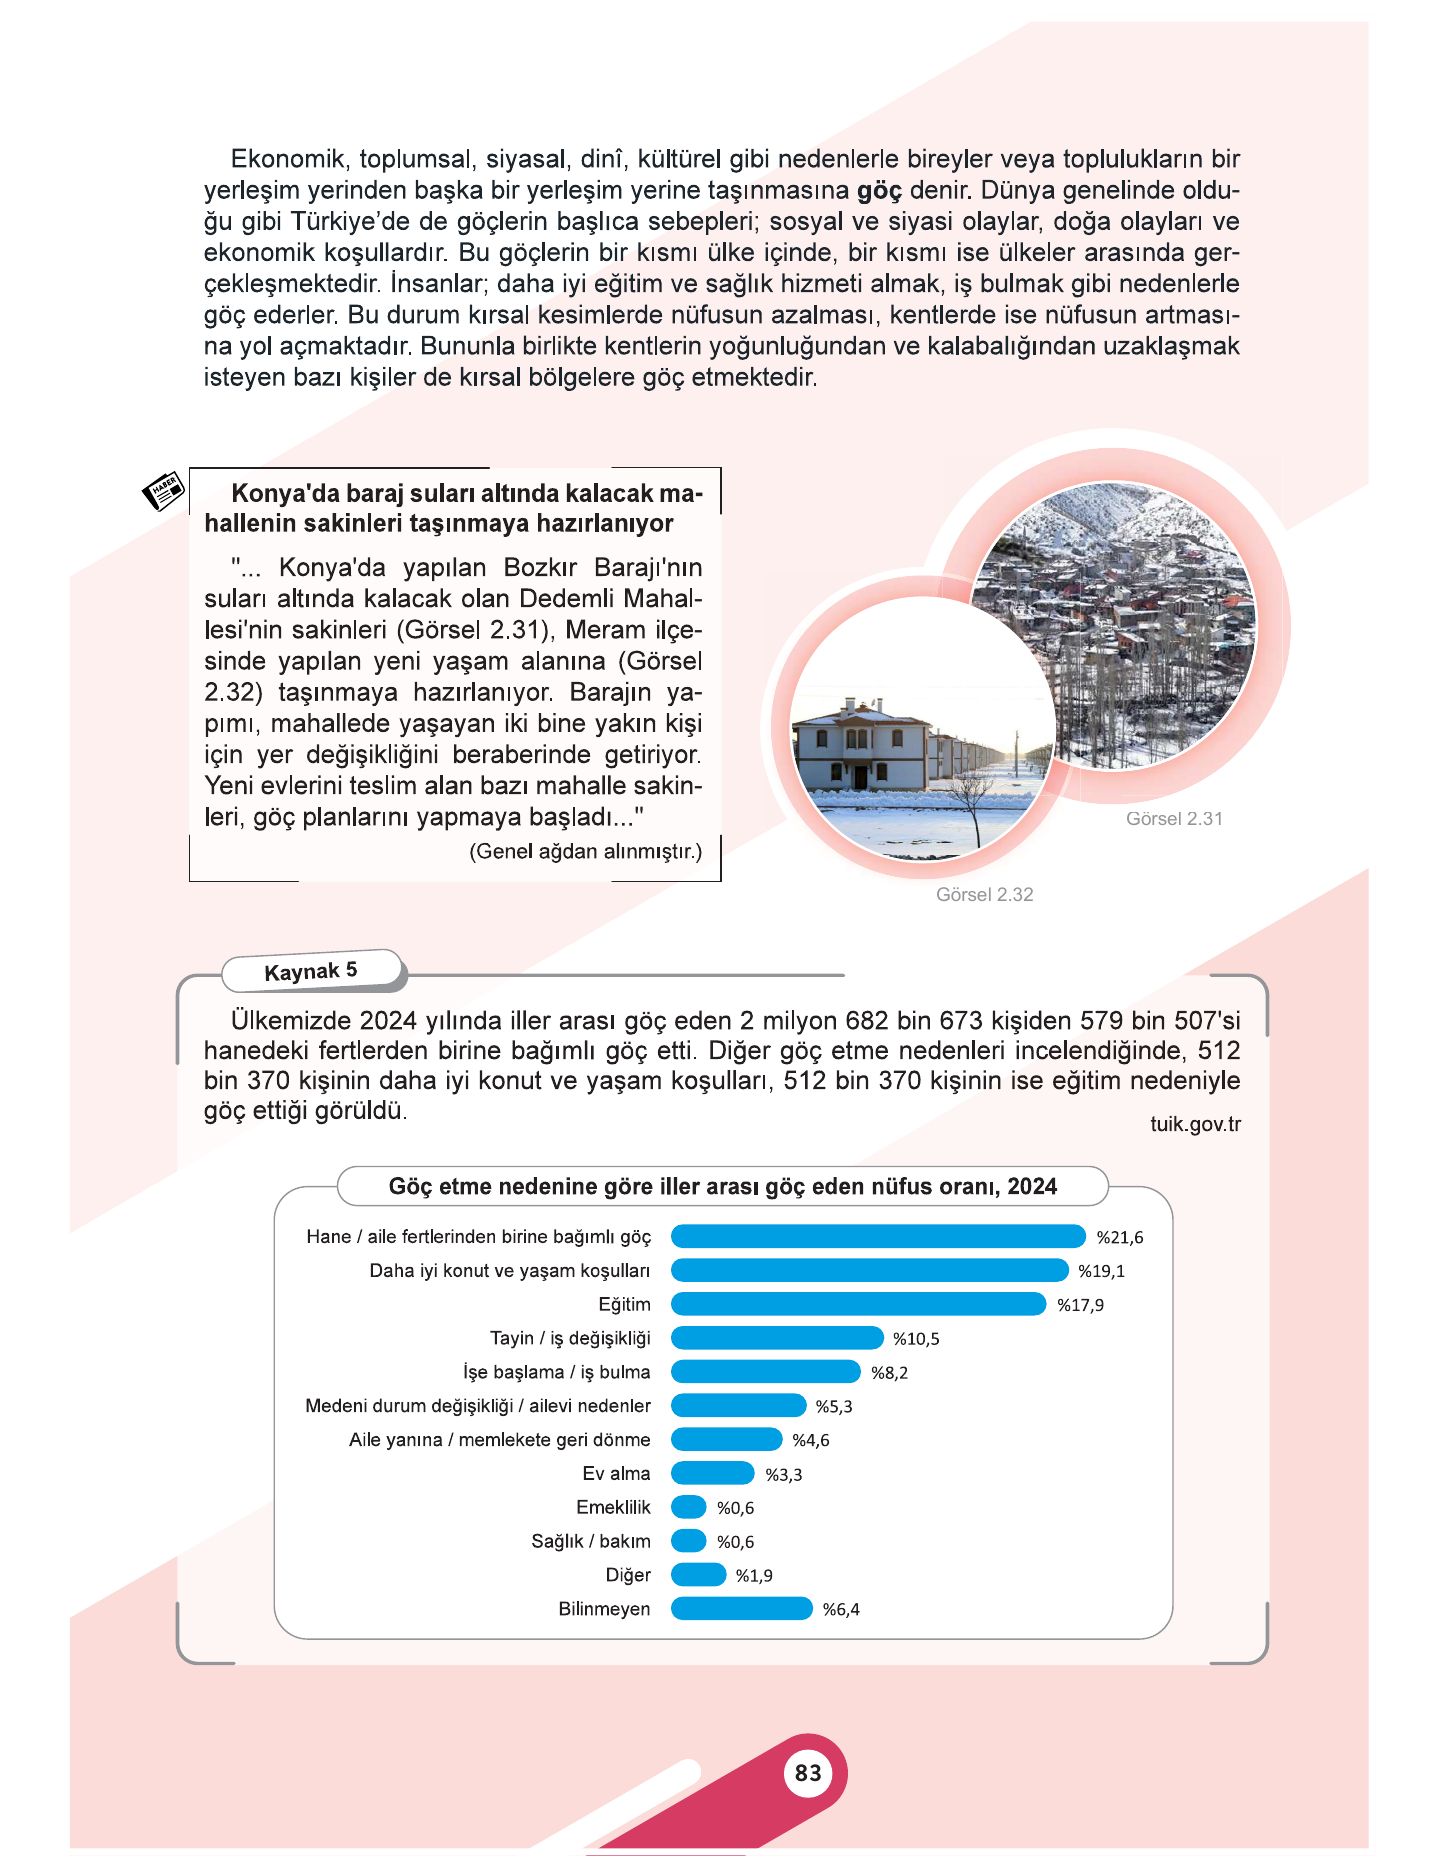 Ekonomik, toplumsal, siyasal, dinî, kültürel gibi nedenlerle bireyler veya toplulukların bir
yerleşim yerinden başka bir yerleşim yerine taşınmasına göç denir. Dünya genelinde oldu-
ğu gibi Türkiye’de de göçlerin başlıca sebepleri; sosyal ve siyasi olaylar, doğa olayları ve
ekonomik koşullardır. Bu göçlerin bir kısmı ülke içinde, bir kısmı ise ülkeler arasında ger-
çekleşmektedir. İnsanlar; daha iyi eğitim ve sağlık hizmeti almak, iş bulmak gibi nedenlerle
göç ederler. Bu durum kırsal kesimlerde nüfusun azalması, kentlerde ise nüfusun artması-
na yol açmaktadır. Bununla birlikte kentlerin yoğunluğundan ve kalabalığından uzaklaşmak
isteyen bazı kişiler de kırsal bölgelere göç etmektedir.
HABER
Konya'da baraj suları altında kalacak ma-
hallenin sakinleri taşınmaya hazırlanıyor
"... Konya'da yapılan Bozkır Barajı'nın
suları altında kalacak olan Dedemli Mahal-
lesi'nin sakinleri (Görsel 2.31), Meram ilçe-
sinde yapılan yeni yaşam alanına (Görsel
2.32) taşınmaya hazırlanıyor. Barajın ya-
pımı, mahallede yaşayan iki bine yakın kişi
için yer değişikliğini beraberinde getiriyor.
Yeni evlerini teslim alan bazı mahalle sakin-
leri, göç planlarını yapmaya başladı..."
(Genel ağdan alınmıştır.)
Görsel 2.31
Görsel 2.32
Kaynak 5
Ülkemizde 2024 yılında iller arası göç eden 2 milyon 682 bin 673 kişiden 579 bin 507'si
hanedeki fertlerden birine bağımlı göç etti. Diğer göç etme nedenleri incelendiğinde, 512
bin 370 kişinin daha iyi konut ve yaşam koşulları, 512 bin 370 kişinin ise eğitim nedeniyle
göç ettiği görüldü.
tuik.gov.tr
Göç etme nedenine göre iller arası göç eden nüfus oranı, 2024
Hane / aile fertlerinden birine bağımlı göç %21,6
Daha iyi konut ve yaşam koşulları %19,1
Eğitim %17,9
Tayin / iş değişikliği %10,5
İşe başlama / iş bulma %8,2
Medeni durum değişikliği / ailevi nedenler %5,3
Aile yanına / memlekete geri dönme %4,6
Ev alma %3,3
Emeklilik %0,6
Sağlık / bakım %0,6
Diğer %1,9
Bilinmeyen %6,4
83